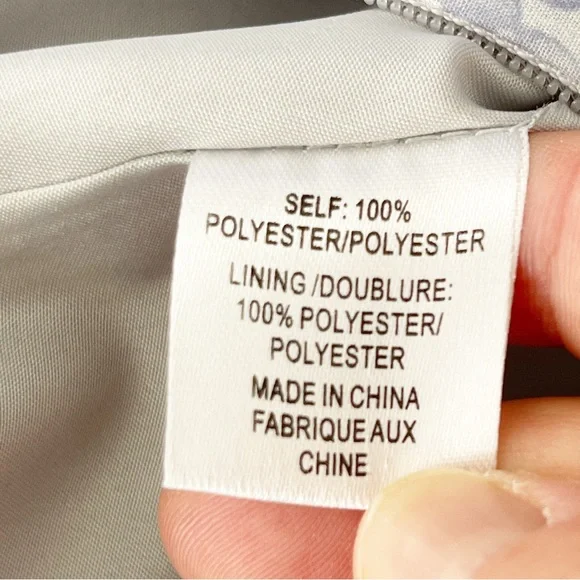 SELF: 100%
POLYESTER/POLYESTER
LINING /DOUBLURE:
100% POLYESTER/
POLYESTER
MADE IN CHINA
FABRIQUE AUX
CHINE